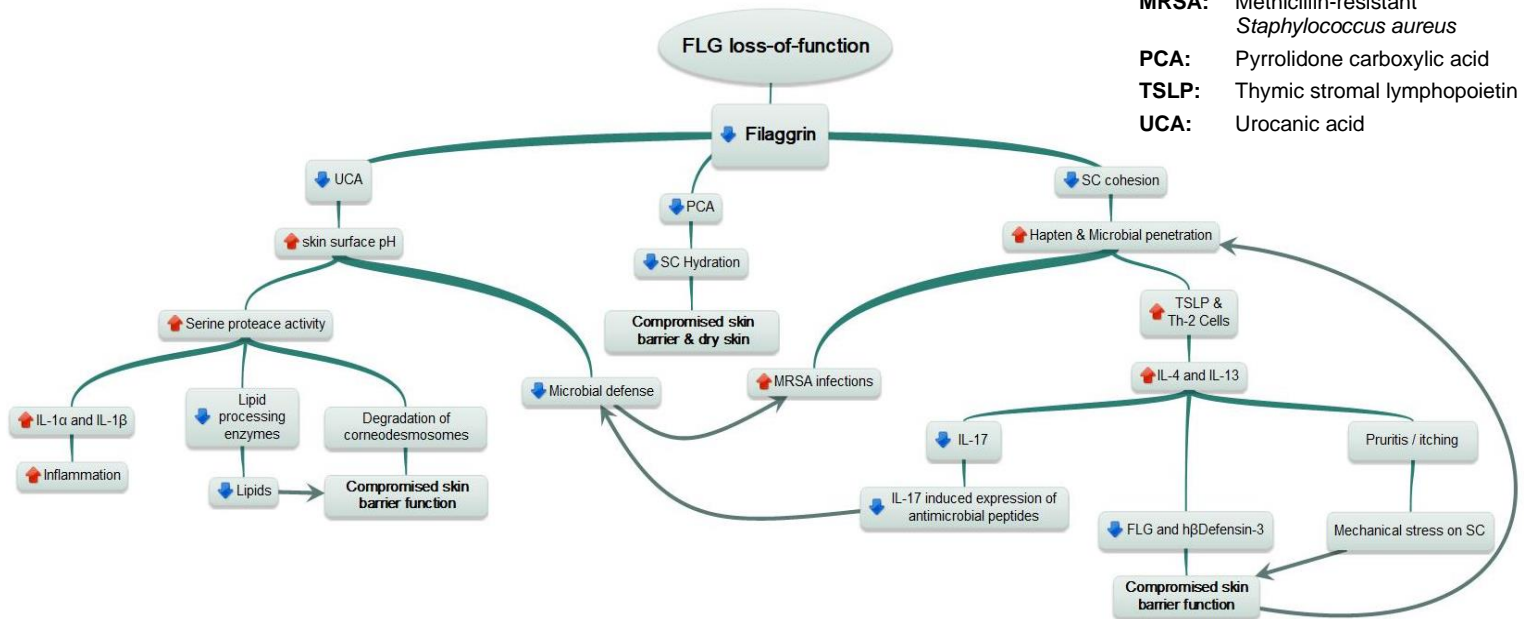 MRSA: Methicillin-resistant
Staphylococcus aureus
PCA: Pyrrolidone carboxylic acid
TSLP: Thymic stromal lymphopoietin
UCA: Urocanic acid
FLG loss-of-function
Filaggrin
UCA
PCA
SC cohesion
skin surface pH
Hapten & Microbial penetration
SC Hydration
Serine proteace activity
Compromised skin
barrier & dry skin
TSLP &
Th-2 Cells
Microbial defense
MRSA infections
IL-4 and IL-13
IL-1α and IL-1β
Lipid
processing
enzymes
Degradation of
corneodesmosomes
IL-17
Pruritis / itching
Inflammation
Lipids
Compromised skin
barrier function
IL-17 induced expression of
antimicrobial peptides
FLG and hβDefensin-3
Mechanical stress on SC
Compromised skin
barrier function